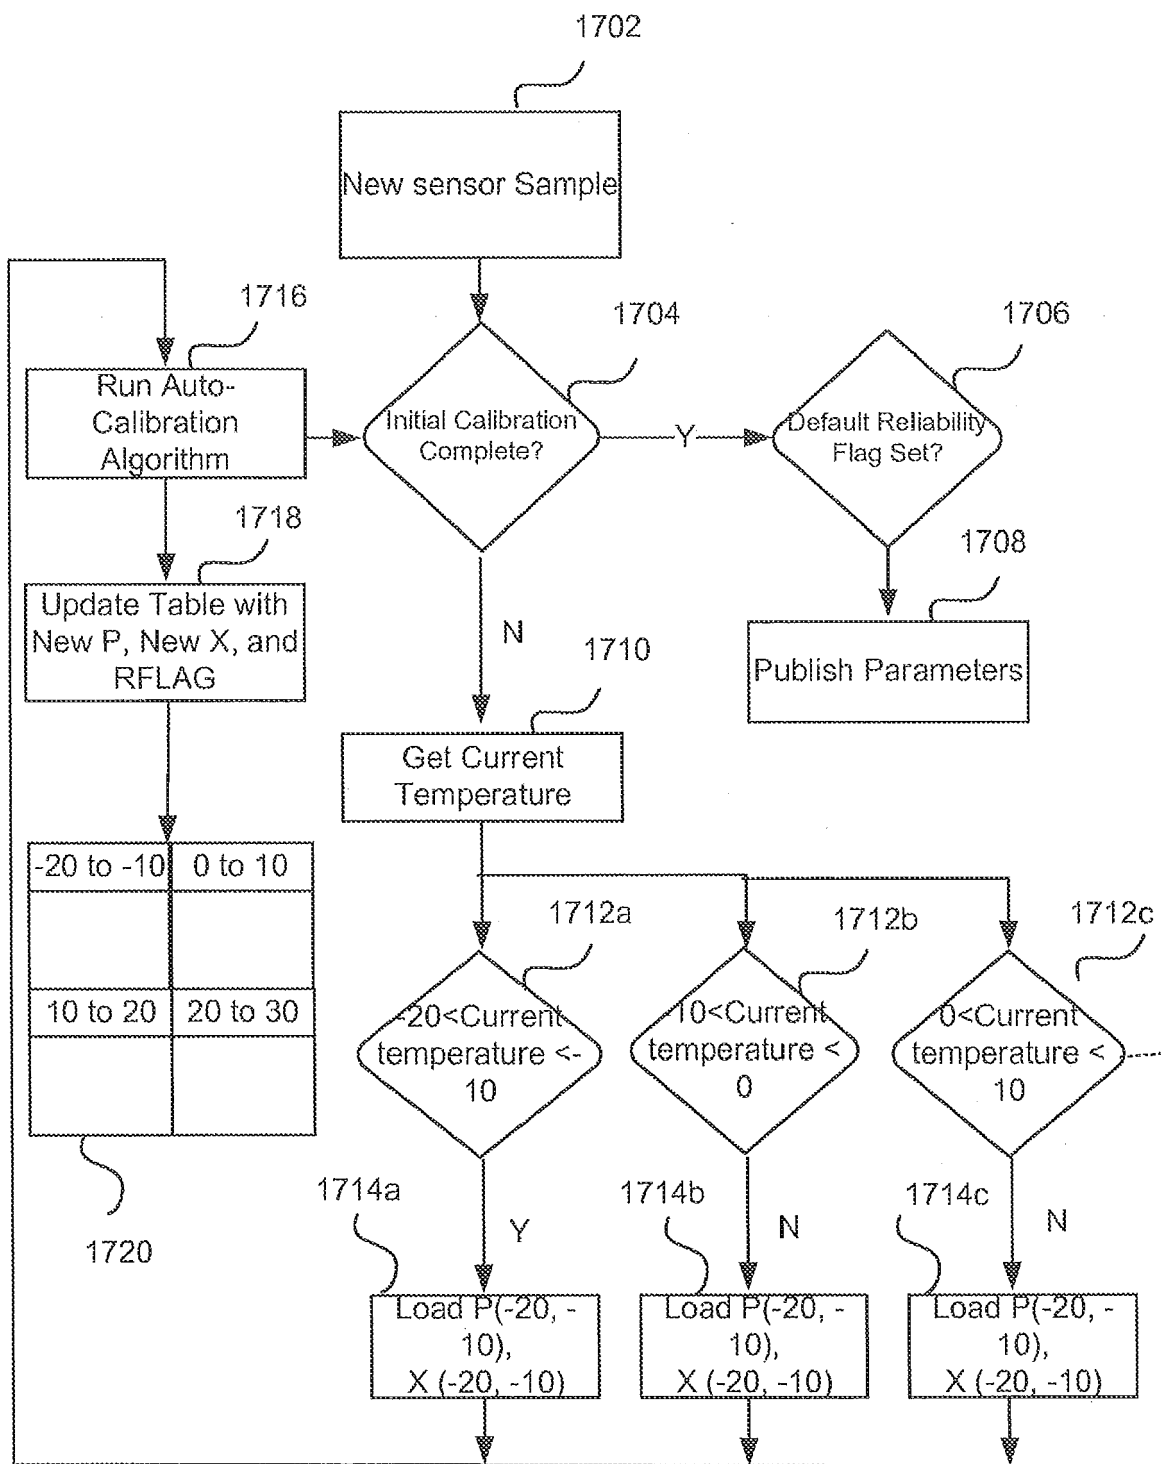 1702
New sensor Sample
1716
1704
1706
Run Auto-
Calibration
Algorithm
Initial Calibration
Complete?
Y
Default Reliability
Flag Set?
1718
1708
Update Table with
New P, New X, and
RFLAG
N
1710
Publish Parameters
Get Current
Temperature
-20 to -10
0 to 10
10 to 20
20 to 30
1720
1712a
1712b
1712c
-20<Current
temperature <-
10
10<Current
temperature <
0
0<Current
temperature <
10
1714a
1714b
1714c
Y
N
N
Load P(-20, -
10),
X (-20, -10)
Load P(-20, -
10),
X (-20, -10)
Load P(-20, -
10),
X (-20, -10)